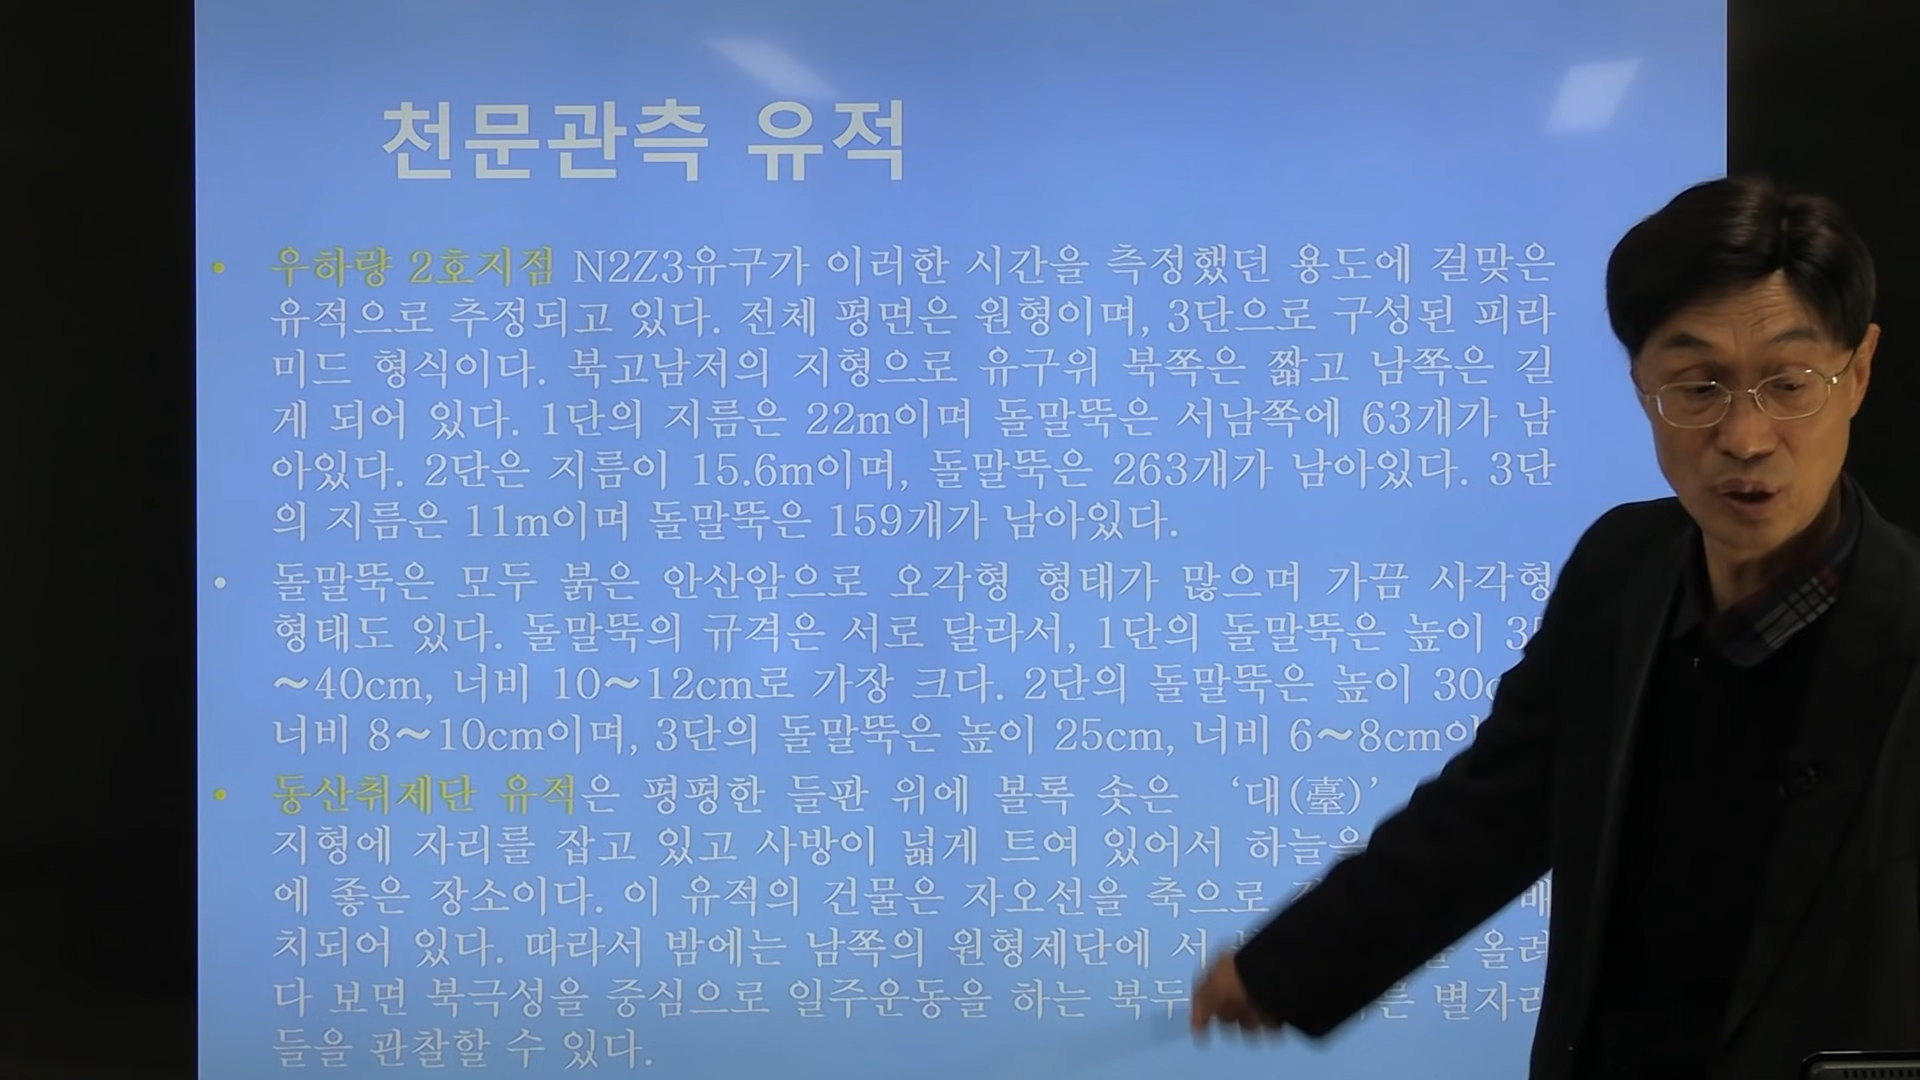 천문관측 유적
• 우하량 2호지점 N2Z3유구가 이러한 시간을 측정했던 용도에 걸맞은
유적으로 추정되고 있다. 전체 평면은 원형이며, 3단으로 구성된 피라
미드 형식이다. 북고남저의 지형으로 유구위 북쪽은 짧고 남쪽은 길
게 되어 있다. 1단의 지름은 22m이며 돌말뚝은 서남쪽에 63개가 남
아있다. 2단은 지름이 15.6m이며, 돌말뚝은 263개가 남아있다. 3단
의 지름은 11m이며 돌말뚝은 159개가 남아있다.
• 돌말뚝은 모두 붉은 안산암으로 오각형 형태가 많으며 가끔 사각형
형태도 있다. 돌말뚝의 규격은 서로 달라서, 1단의 돌말뚝은 높이
~40cm, 너비 10~12cm로 가장 크다. 2단의 돌말뚝은 높이
너비 8~10cm이며, 3단의 돌말뚝은 높이 25cm, 너비
• 동산취제단 유적은 평평한 들판 위에 볼록 솟은 ‘대(臺)’
지형에 자리를 잡고 있고 사방이 넓게 트여 있어서
에 좋은 장소이다. 이 유적의 건물은 자오선을 축으로 배
치되어 있다. 따라서 밤에는 남쪽의 원형제단에 서 올려
다 보면 북극성을 중심으로 일주운동을 하는 별자리
들을 관찰할 수 있다.